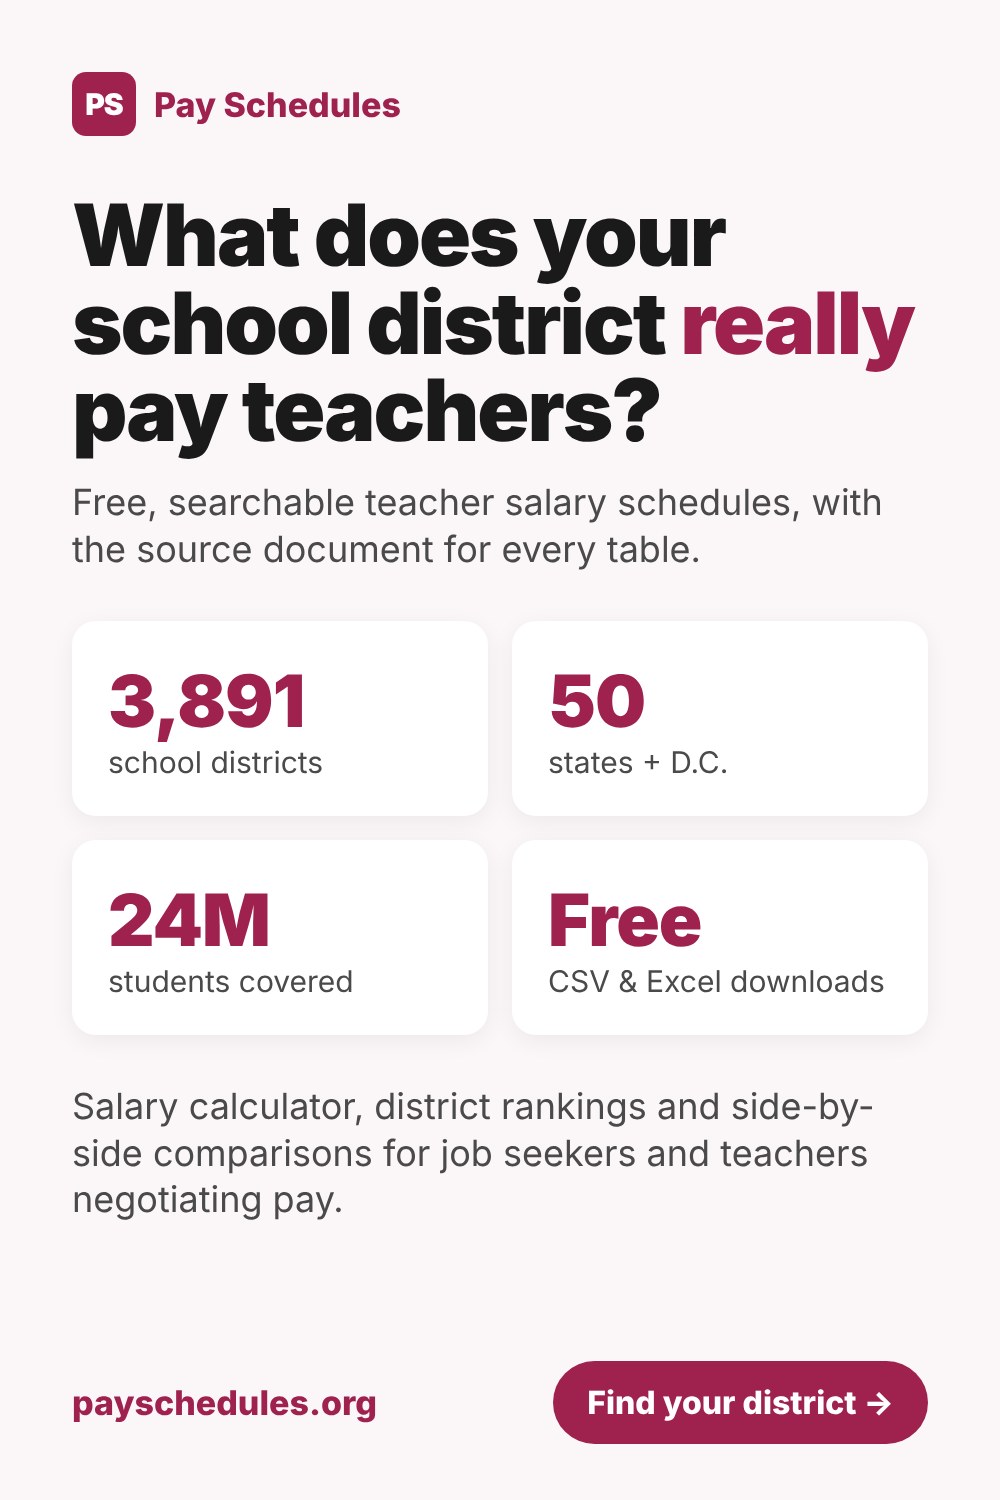 PS
Pay Schedules
What does your
school district really
pay teachers?
Free, searchable teacher salary schedules, with
the source document for every table.
3,891
school districts
50
states + D.C.
24M
students covered
Free
CSV & Excel downloads
Salary calculator, district rankings and side-by-
side comparisons for job seekers and teachers
negotiating pay.
payschedules.org
Find your district →